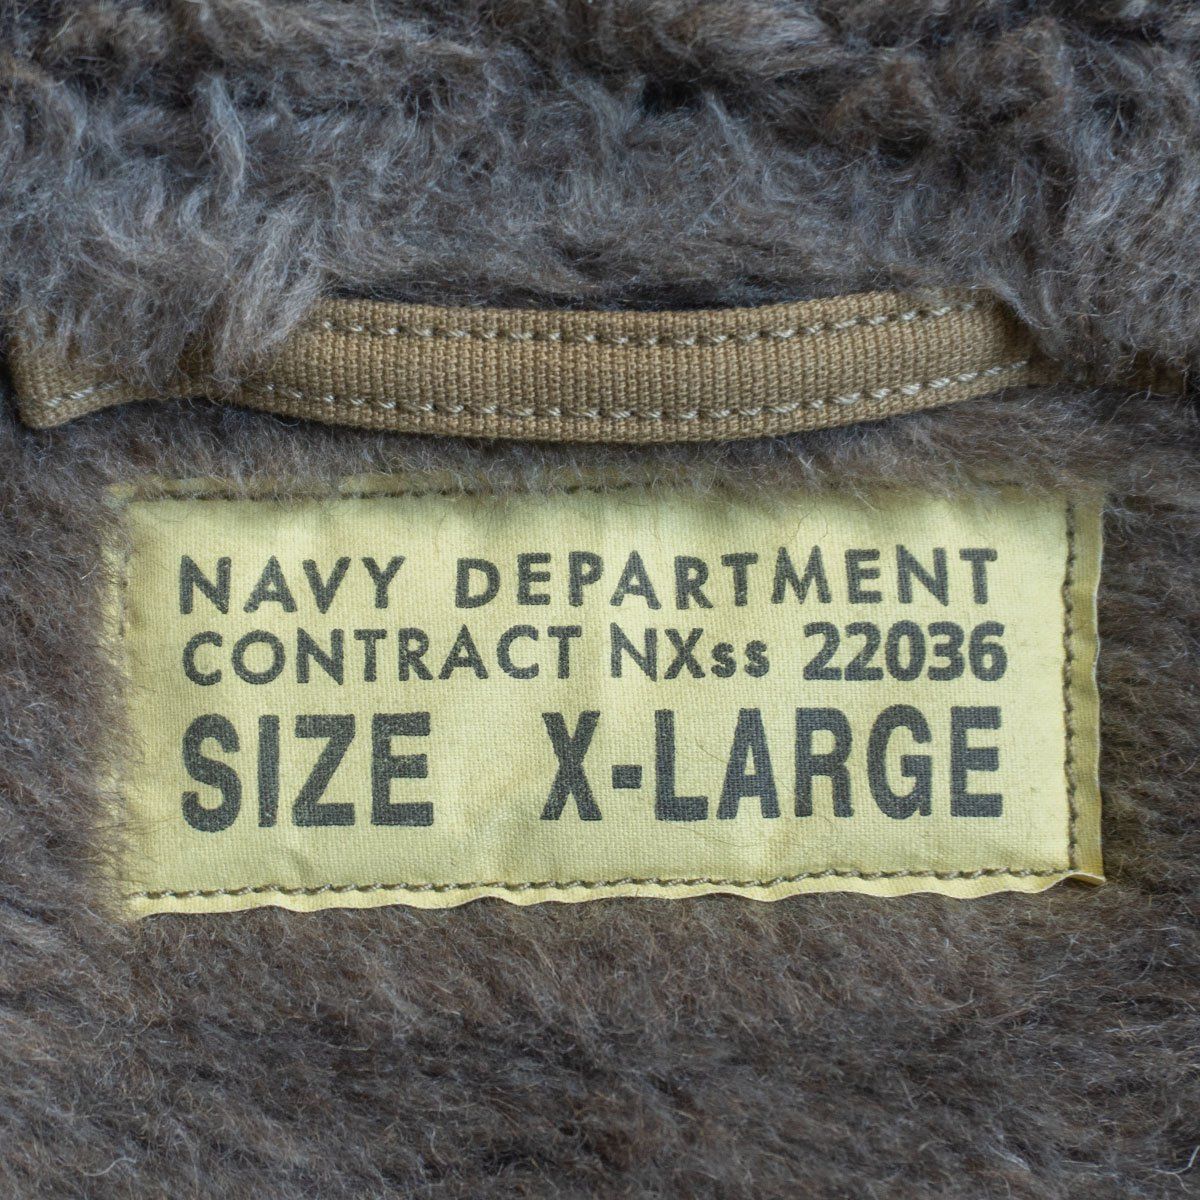 NAVY DEPARTMENT
CONTRACT NXss 22036
SIZE X-LARGE